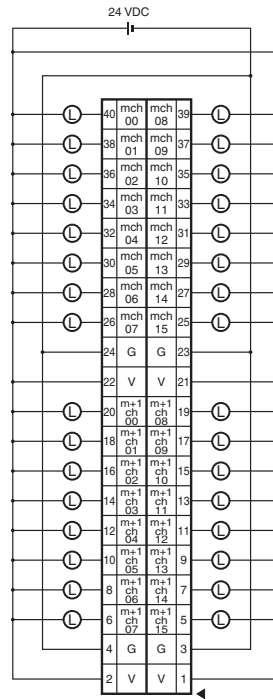 24 VDC
L 40 mch 00 mch 08 39 L
L 38 mch 01 mch 09 37 L
L 36 mch 02 mch 10 35 L
L 34 mch 03 mch 11 33 L
L 32 mch 04 mch 12 31 L
L 30 mch 05 mch 13 29 L
L 28 mch 06 mch 14 27 L
L 26 mch 07 mch 15 25 L
24 G G 23
22 V V 21
L 20 m+1 ch 00 m+1 ch 08 19 L
L 18 m+1 ch 01 m+1 ch 09 17 L
L 16 m+1 ch 02 m+1 ch 10 15 L
L 14 m+1 ch 03 m+1 ch 11 13 L
L 12 m+1 ch 04 m+1 ch 12 11 L
L 10 m+1 ch 05 m+1 ch 13 9 L
L 8 m+1 ch 06 m+1 ch 14 7 L
L 6 m+1 ch 07 m+1 ch 15 5 L
4 G G 3
2 V V 1